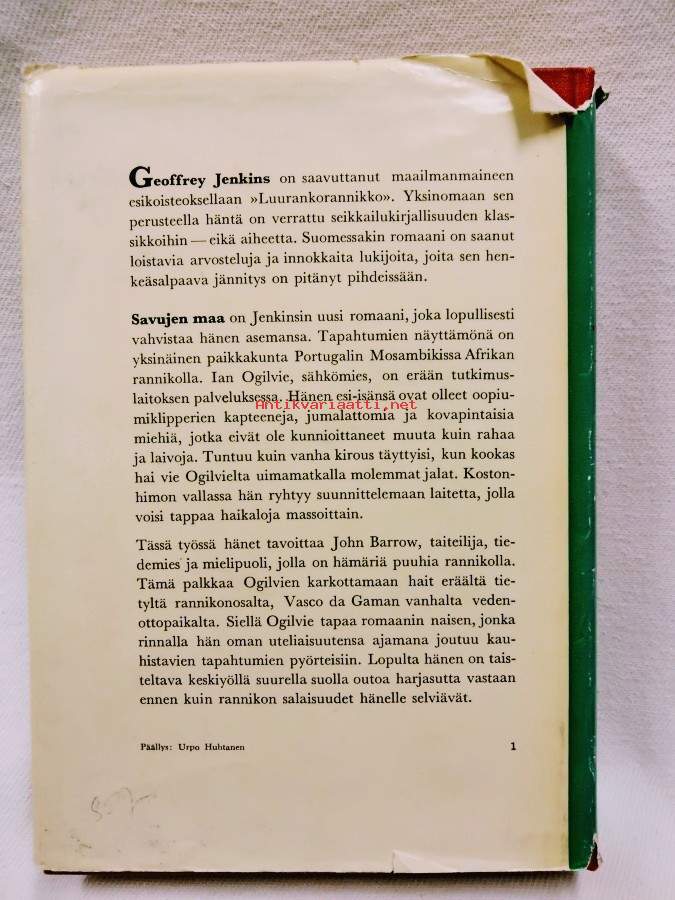 Geoffrey Jenkins on saavuttanut maailmanmaineen
esikoisteoksellaan »Luurankorannikko». Yksinomaan sen
perusteella häntä on verrattu seikkailukirjallisuuden klas-
sikkoihin — eikä aiheetta. Suomessakin romaani on saanut
loistavia arvosteluja ja innokkaita lukijoita, joita sen hen-
keäsalpaava jännitys on pitänyt pihdeissään.
Savujen maa on Jenkinsin uusi romaani, joka lopullisesti
vahvistaa hänen asemansa. Tapahtumien näyttämönä on
yksinäinen paikkakunta Portugalin Mosambikissa Afrikan
rannikolla. Ian Ogilvie, sähkömies, on erään tutkimus-
laitoksen palveluksessa. Hänen esi-isänsä ovat olleet oopiu-
Antikvariaatti.net
miklipperien kapteeneja, jumalattomia ja kovapintaisia
miehiä, jotka eivät ole kunnioittaneet muuta kuin rahaa
ja laivoja. Tuntuu kuin vanha kirous täyttyisi, kun kookas
hai vie Ogilvielta uimamatkalla molemmat jalat. Koston-
himon vallassa hän ryhtyy suunnittelemaan laitetta, jolla
voisi tappaa haikaloja massoittain.
Tässä työssä hänet tavoittaa John Barrow, taiteilija, tie-
demies ja mielipuoli, jolla on hämäriä puuhia rannikolla.
Tämä palkkaa Ogilvien karkottamaan hait eräältä tie-
tyltä rannikonosalta, Vasco da Gaman vanhalta veden-
ottopaikalta. Siellä Ogilvie tapaa romaanin naisen, jonka
rinnalla hän oman uteliaisuutensa ajamana joutuu kau-
histavien tapahtumien pyörteisiin. Lopulta hänen on tais-
teltava keskiyöllä suurella suolla outoa harjasutta vastaan
ennen kuin rannikon salaisuudet hänelle selviävät.
Päällys: Urpo Huhtanen
1